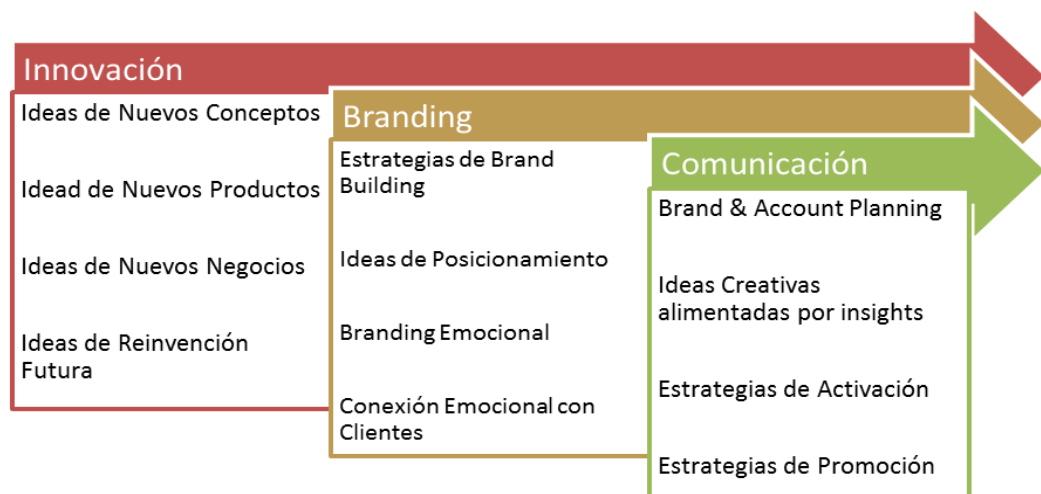 Innovación
Ideas de Nuevos Conceptos
Idead de Nuevos Productos
Ideas de Nuevos Negocios
Ideas de Reinvención
Futura
Branding
Estrategias de Brand
Building
Ideas de Posicionamiento
Branding Emocional
Conexión Emocional con
Clientes
Comunicación
Brand & Account Planning
Ideas Creativas
alimentadas por insights
Estrategias de Activación
Estrategias de Promoción